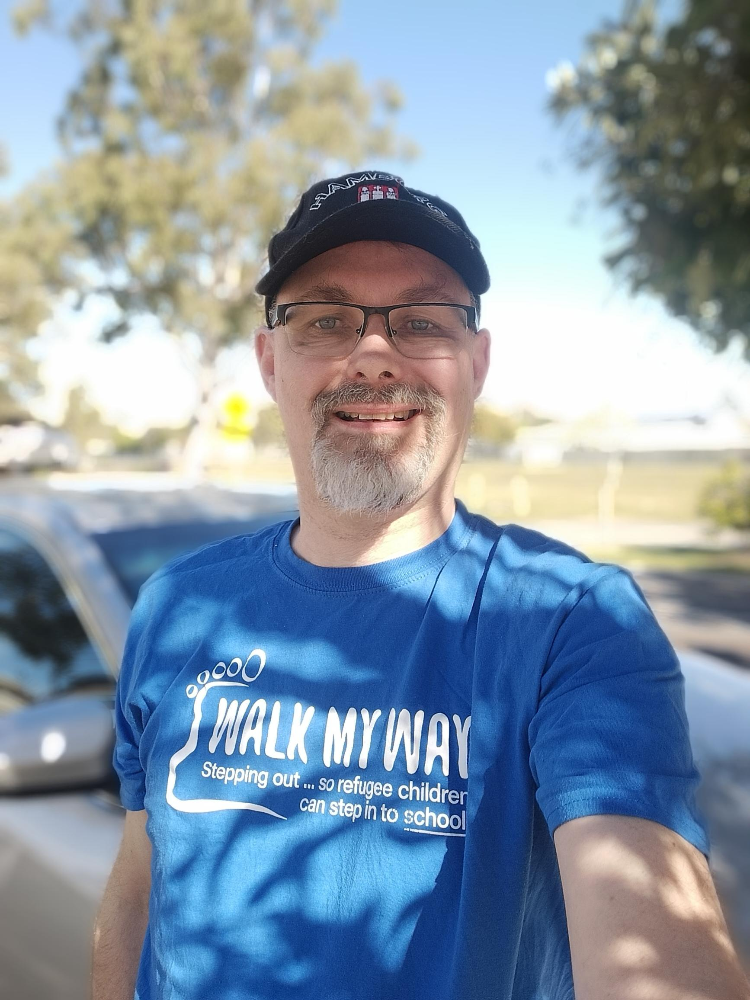 WALK MY WAY
Stepping out ... so refugee children
can step in to school